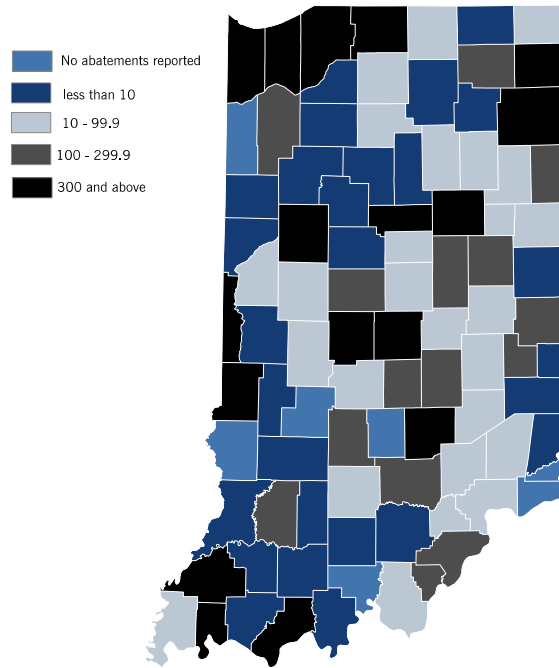 No abatements reported
less than 10
10 - 99.9
100 - 299.9
300 and above